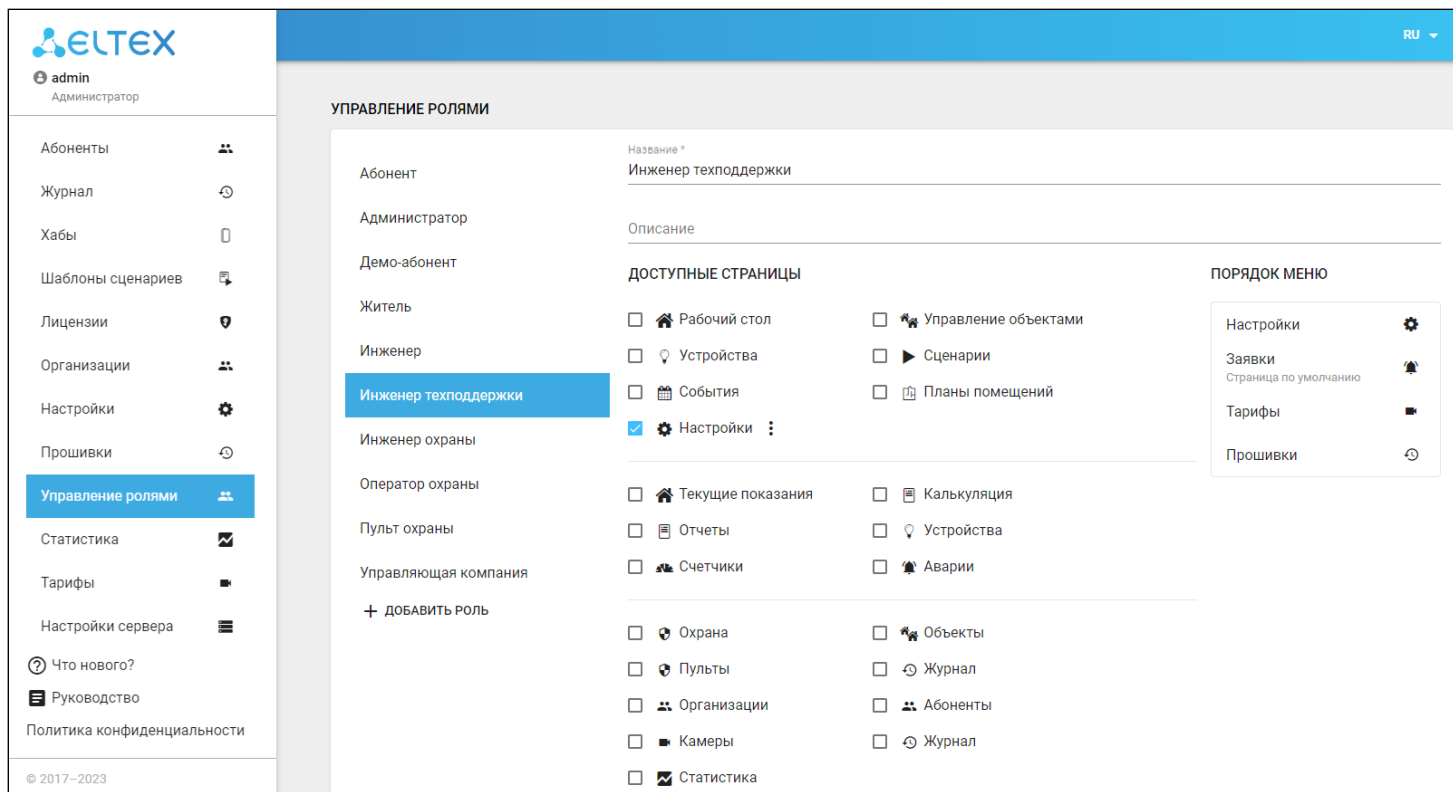 ELTEX
RU
admin
Администратор
Абоненты
Журнал
Хабы
Шаблоны сценариев
Лицензии
Организации
Настройки
Прошивки
Управление ролями
Статистика
Тарифы
Настройки сервера
Что нового?
Руководство
Политика конфиденциальности
© 2017–2023
УПРАВЛЕНИЕ РОЛЯМИ
Абонент
Администратор
Демо-абонент
Житель
Инженер
Инженер техподдержки
Инженер охраны
Оператор охраны
Пульт охраны
Управляющая компания
+ ДОБАВИТЬ РОЛЬ
Название *
Инженер техподдержки
Описание
ДОСТУПНЫЕ СТРАНИЦЫ
Рабочий стол Управление объектами
Устройства Сценарии
События Планы помещений
Настройки
Текущие показания Калькуляция
Отчеты Устройства
Счетчики Аварии
Охрана Объекты
Пульты Журнал
Организации Абоненты
Камеры Журнал
Статистика
ПОРЯДОК МЕНЮ
Настройки
Заявки
Страница по умолчанию
Тарифы
Прошивки